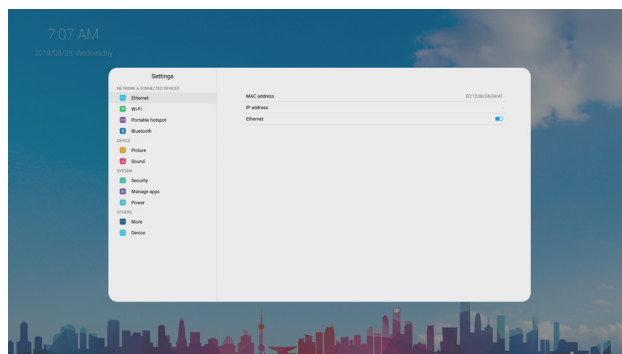 7:07 AM
2019/08/28, Wednesday
Settings
NETWORK & CONNECTED DEVICES
Ethernet
Wi-Fi
Portable hotspot
Bluetooth
DEVICE
Picture
Sound
SYSTEM
Security
Manage apps
Power
OTHERS
More
Device
MAC address
IP address
Ethernet